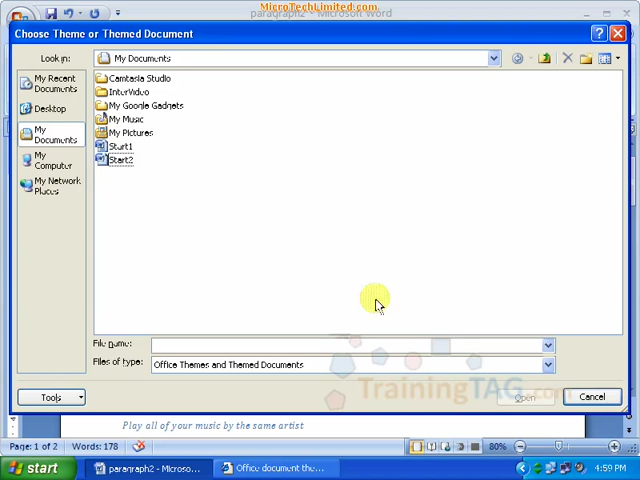 MicroTechLimited.com
paragraph2 - Microsoft Word
Choose Theme or Themed Document
Look in:
My Documents
My Recent
Documents
Desktop
My
Documents
My
Computer
My Network
Places
Camtasia Studio
InterVideo
My Google Gadgets
My Music
My Pictures
Start1
Start2
File name:
Files of type:
Office Themes and Themed Documents
TrainingTAG.com
Tools
Open
Cancel
Play all of your music by the same artist
Page: 1 of 2
Words: 178
80%
start
paragraph2 - Microso...
Office document the...
4:59 PM